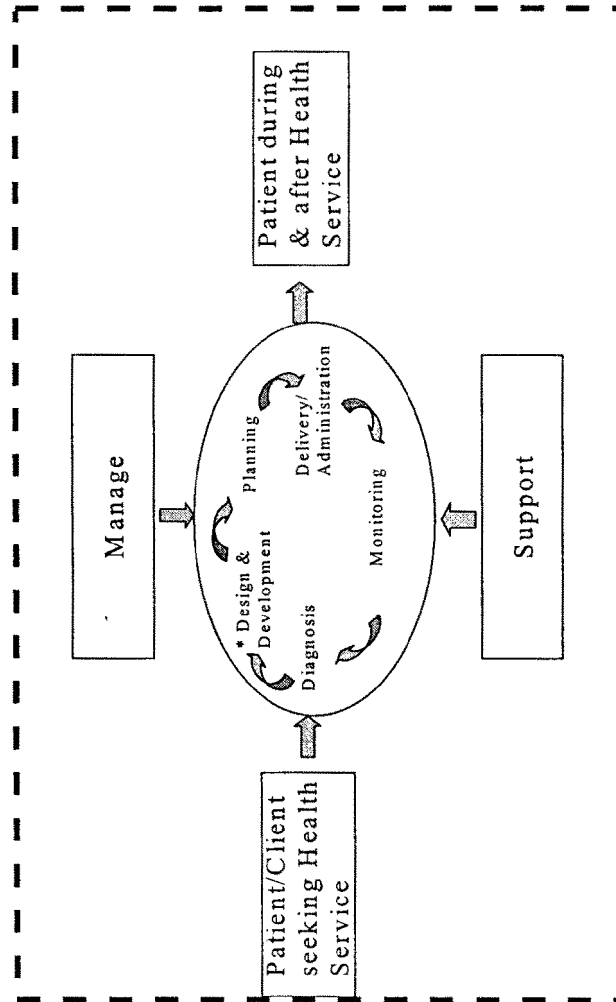 Manage
Patient/Client
seeking Health
Service
* Design &
Development
Planning
Diagnosis
Delivery/
Administration
Monitoring
Patient during
& after Health
Service
Support